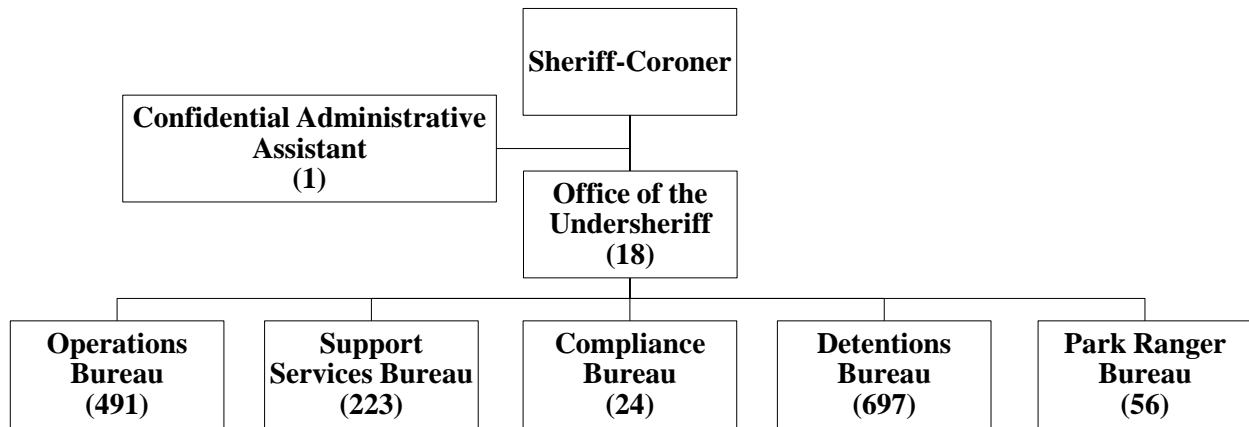 Sheriff-Coroner
Confidential Administrative
Assistant
(1)
Office of the
Undersheriff
(18)
Operations
Bureau
(491)
Support
Services Bureau
(223)
Compliance
Bureau
(24)
Detentions
Bureau
(697)
Park Ranger
Bureau
(56)